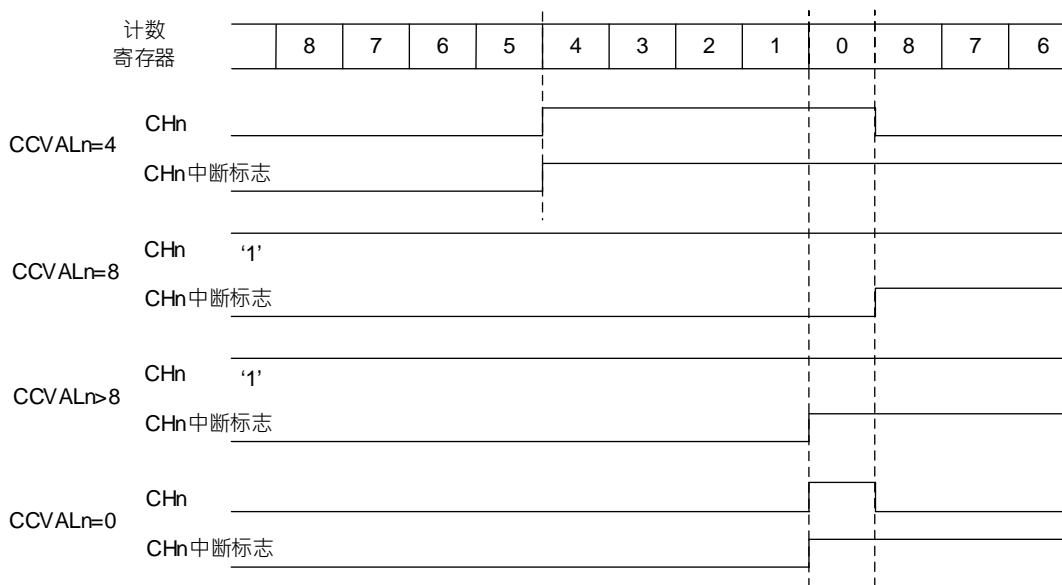 计数
寄存器
8 7 6 5 4 3 2 1 0 8 7 6
CCVALn=4
CHn
CHn中断标志
CCVALn=8
CHn
‘1’
CHn中断标志
CCVALn>8
CHn
‘1’
CHn中断标志
CCVALn=0
CHn
CHn中断标志